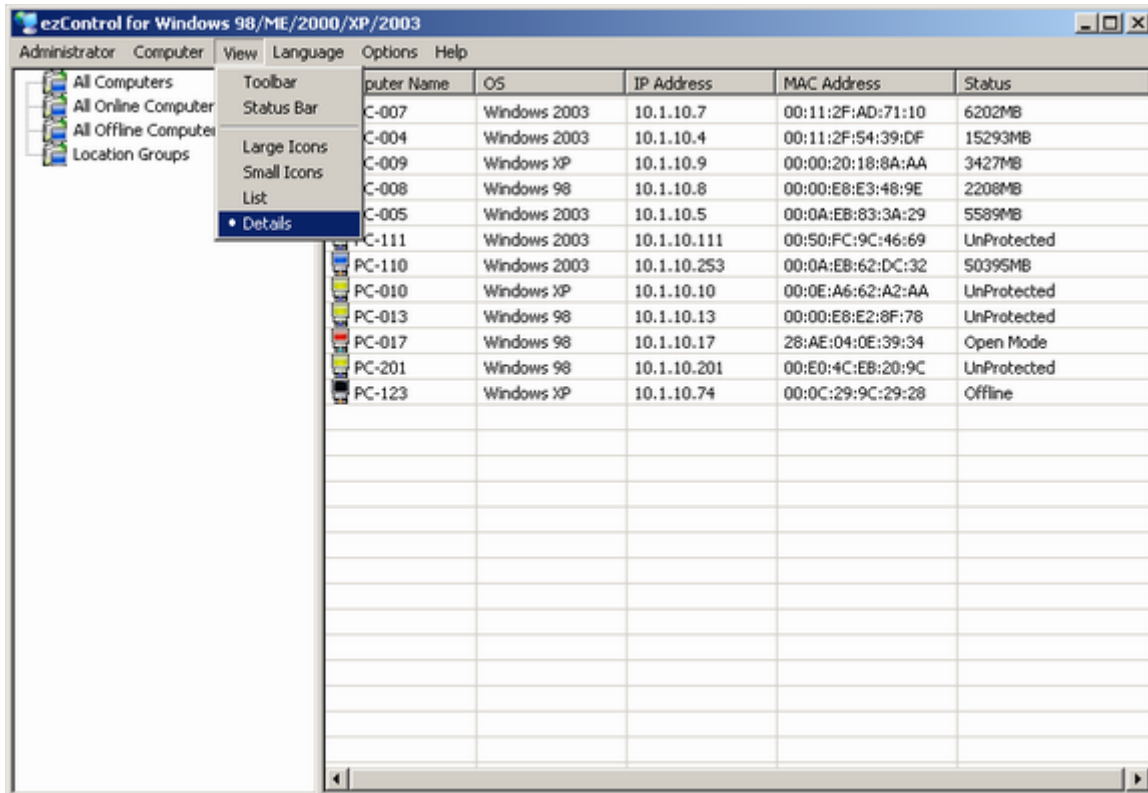 ezControl for Windows 98/ME/2000/XP/2003
Administrator Computer View Language Options Help
All Computers
All Online Computer
All Offline Compute
Location Groups
Toolbar
Status Bar
Large Icons
Small Icons
List
• Details
puter Name OS IP Address MAC Address Status
C-007 Windows 2003 10.1.10.7 00:11:2F:AD:71:10 6202MB
C-004 Windows 2003 10.1.10.4 00:11:2F:54:39:DF 15293MB
C-009 Windows XP 10.1.10.9 00:00:20:18:8A:AA 3427MB
C-008 Windows 98 10.1.10.8 00:00:E8:E3:48:9E 2208MB
C-005 Windows 2003 10.1.10.5 00:0A:EB:83:3A:29 5589MB
PC-111 Windows 2003 10.1.10.111 00:50:FC:9C:46:69 UnProtected
PC-110 Windows 2003 10.1.10.253 00:0A:EB:62:DC:32 50395MB
PC-010 Windows XP 10.1.10.10 00:0E:A6:62:A2:AA UnProtected
PC-013 Windows 98 10.1.10.13 00:00:E8:E2:8F:78 UnProtected
PC-017 Windows 98 10.1.10.17 28:AE:04:0E:39:34 Open Mode
PC-201 Windows 98 10.1.10.201 00:E0:4C:EB:20:9C UnProtected
PC-123 Windows XP 10.1.10.74 00:0C:29:9C:29:28 Offline